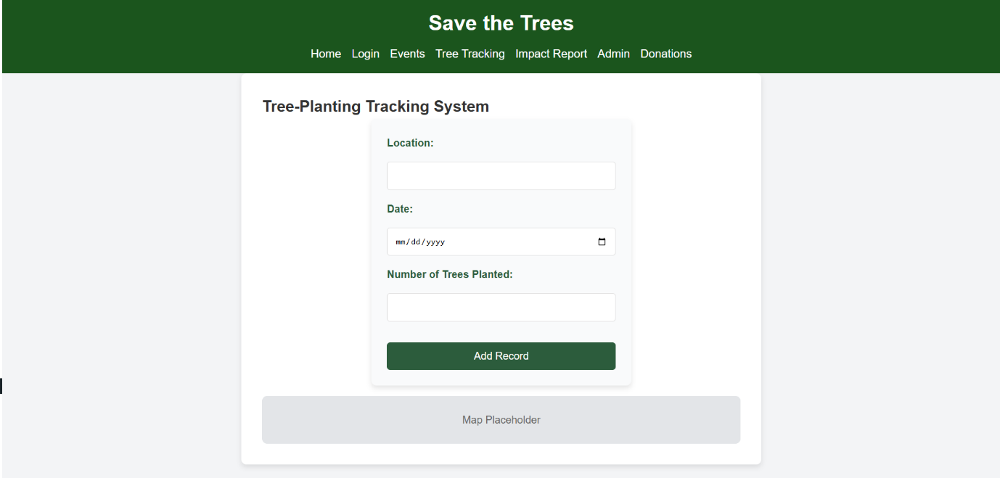 Save the Trees
Home Login Events Tree Tracking Impact Report Admin Donations
Tree-Planting Tracking System
Location:
Date:
mm/dd/yyyy
Number of Trees Planted:
Add Record
Map Placeholder